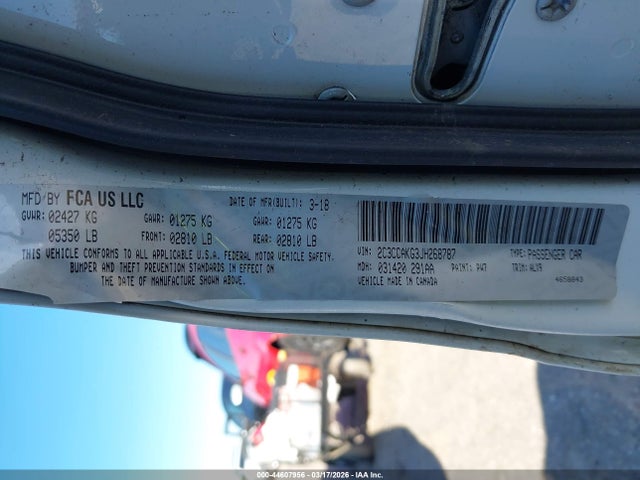 MFD BY FCA US LLC
DATE OF MFR(BUILT): 3-18
GVWR: 02427 KG GAWR: 01275 KG GAWR: 01275 KG
05350 LB FRONT: 02810 LB REAR: 02810 LB
THIS VEHICLE CONFORMS TO ALL APPLICABLE U.S.A. FEDERAL MOTOR VEHICLE SAFETY,
BUMPER AND THEFT PREVENTION STANDARDS IN EFFECT ON
THE DATE OF MANUFACTURE SHOWN ABOVE.
VIN: 2C3CCAKG3JH268787 TYPE: PASSENGER CAR
MDH: 031420 291AA PAINT: PW7 TRIM: ALX9
VEHICLE MADE IN CANADA 4658843
000-44607956 - 03/17/2026 - IAA Corp.